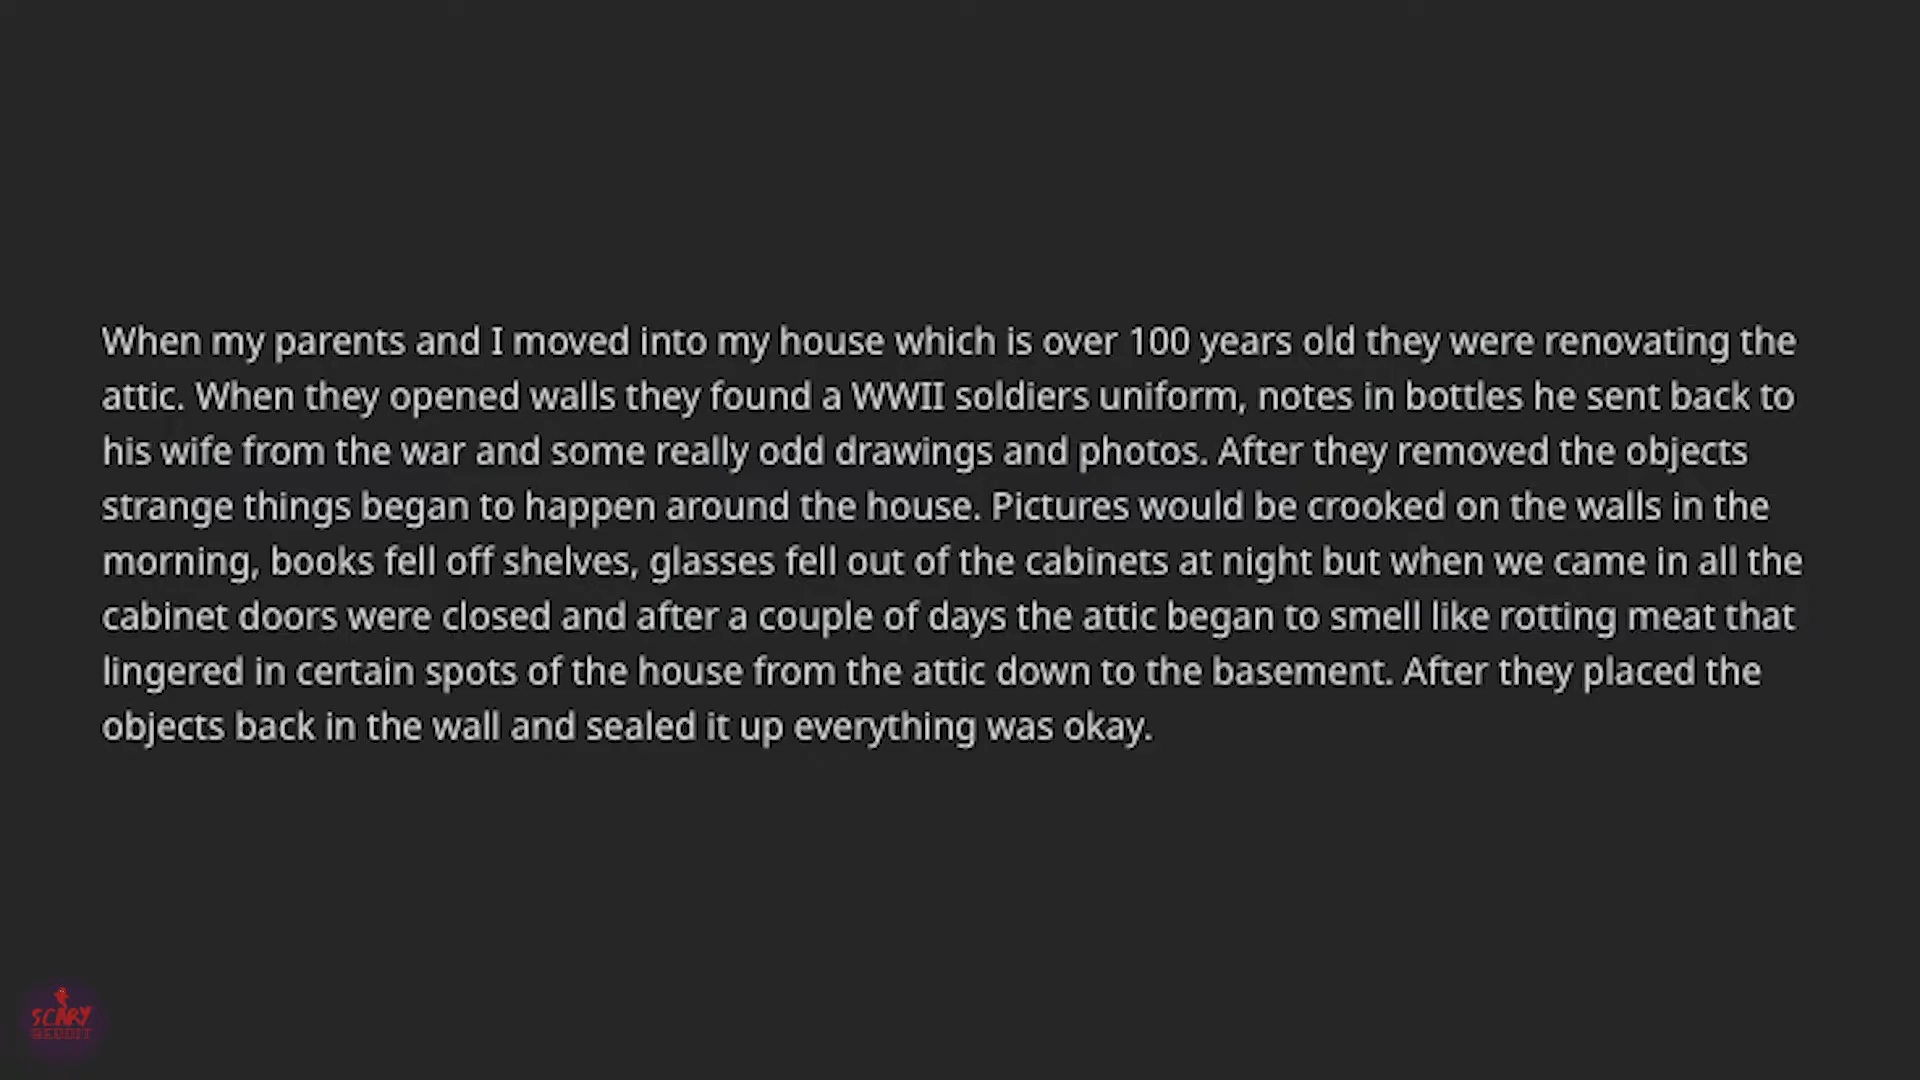 When my parents and I moved into my house which is over 100 years old they were renovating the
attic. When they opened walls they found a WWII soldiers uniform, notes in bottles he sent back to
his wife from the war and some really odd drawings and photos. After they removed the objects
strange things began to happen around the house. Pictures would be crooked on the walls in the
morning, books fell off shelves, glasses fell out of the cabinets at night but when we came in all the
cabinet doors were closed and after a couple of days the attic began to smell like rotting meat that
lingered in certain spots of the house from the attic down to the basement. After they placed the
objects back in the wall and sealed it up everything was okay.
SCARY
REDDIT